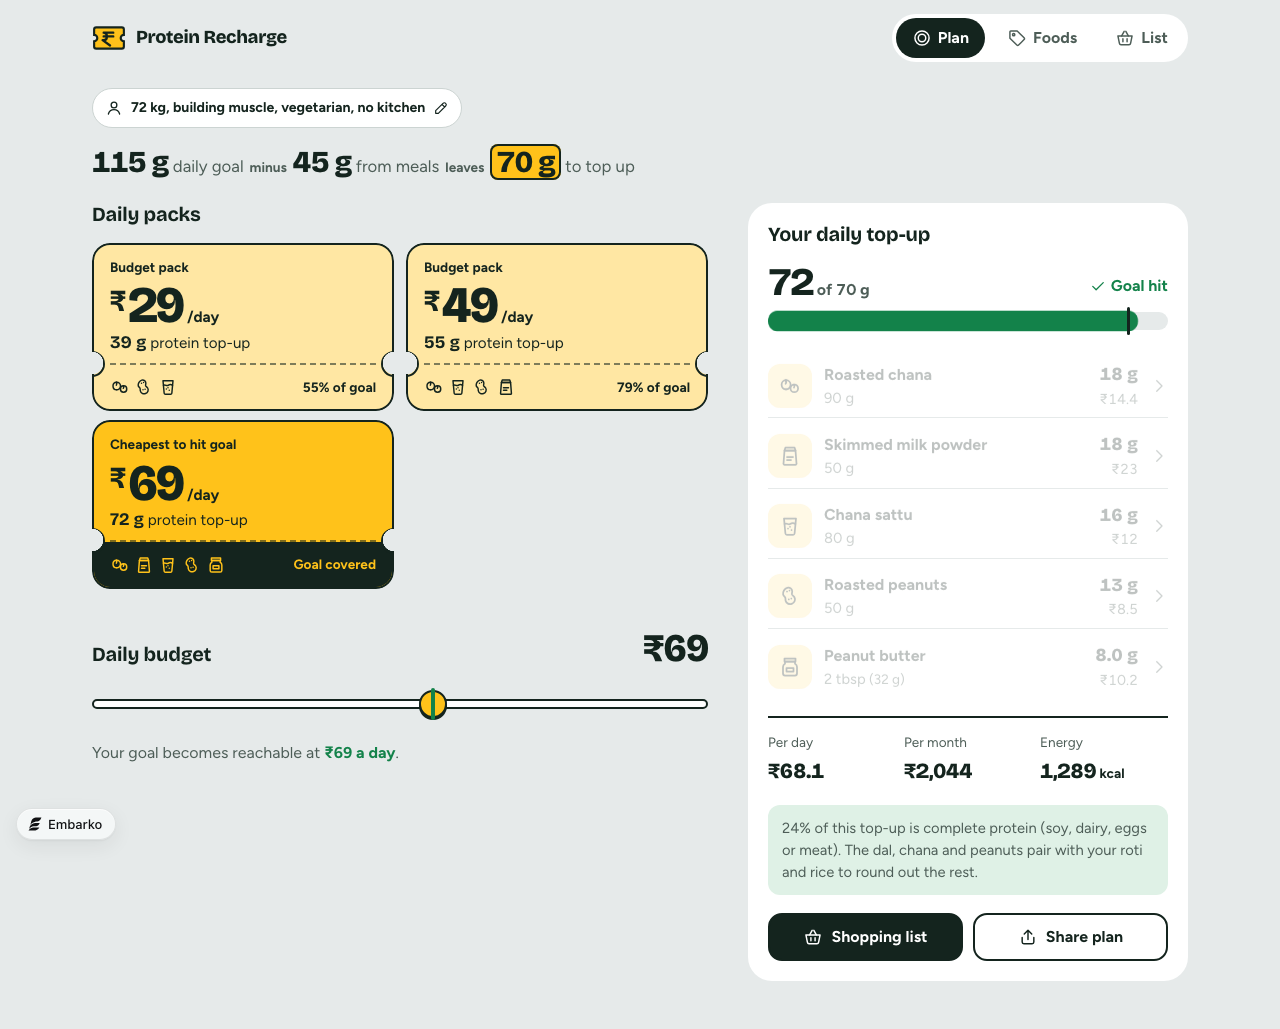 Protein Recharge
Plan
Foods
List
72 kg, building muscle, vegetarian, no kitchen
115 g daily goal minus 45 g from meals leaves 70 g to top up
Daily packs
Budget pack
₹29/day
39 g protein top-up
55% of goal
Budget pack
₹49/day
55 g protein top-up
79% of goal
Cheapest to hit goal
₹69/day
72 g protein top-up
Goal covered
Daily budget
₹69
Your goal becomes reachable at ₹69 a day.
Embarko
Your daily top-up
72 of 70 g
Goal hit
Roasted chana
18 g
90 g
₹14.4
Skimmed milk powder
18 g
50 g
₹23
Chana sattu
16 g
80 g
₹12
Roasted peanuts
13 g
50 g
₹8.5
Peanut butter
8.0 g
2 tbsp (32 g)
₹10.2
Per day
Per month
Energy
₹68.1
₹2,044
1,289 kcal
24% of this top-up is complete protein (soy, dairy, eggs
or meat). The dal, chana and peanuts pair with your roti
and rice to round out the rest.
Shopping list
Share plan